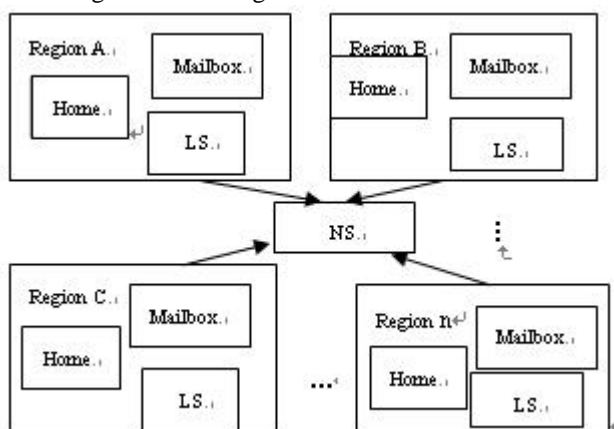 Region A
Mailbox
Home
LS
Region B
Mailbox
Home
LS
NS
Region C
Mailbox
Home
LS
Region n
Mailbox
Home
LS